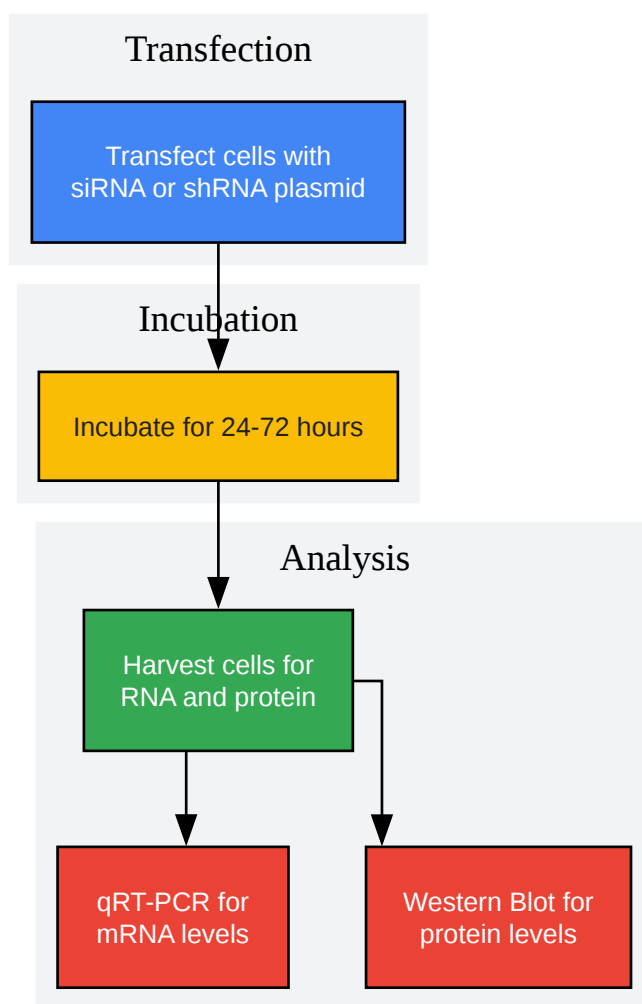 Transfection
Transfect cells with
siRNA or shRNA plasmid
Incubation
Incubate for 24-72 hours
Analysis
Harvest cells for
RNA and protein
qRT-PCR for
mRNA levels
Western Blot for
protein levels